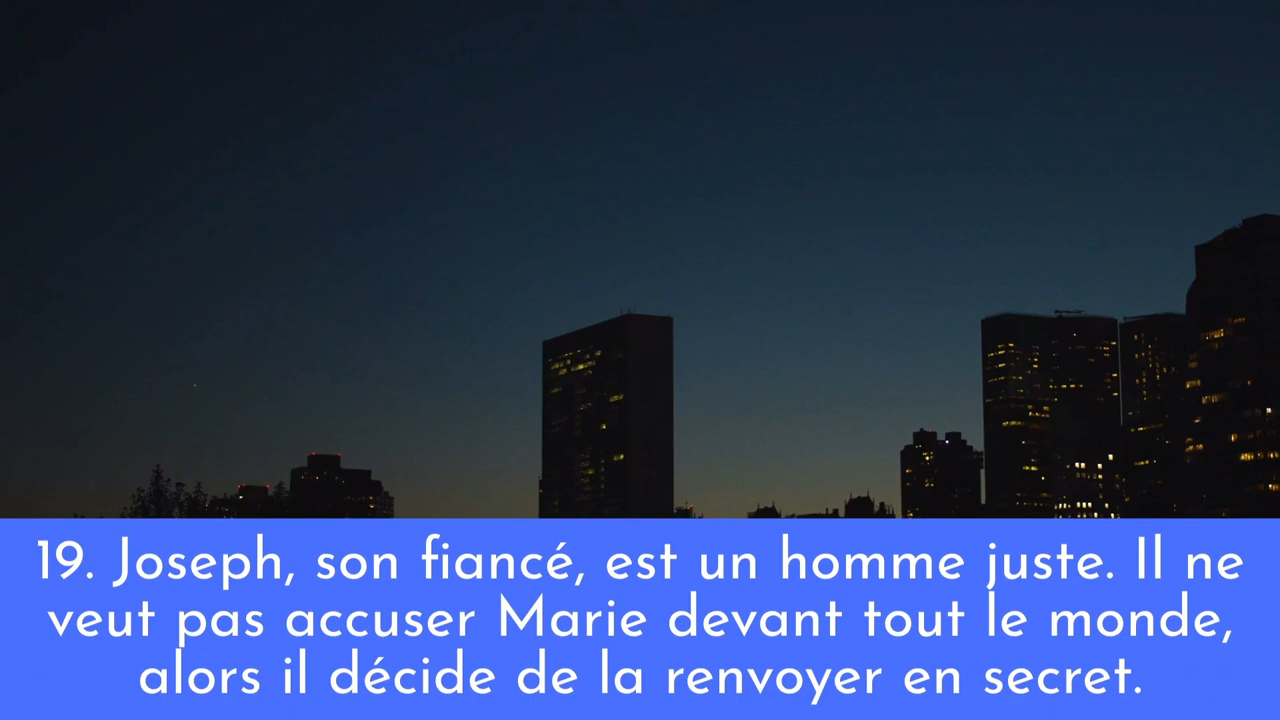 19. Joseph, son fiancé, est un homme juste. Il ne
veut pas accuser Marie devant tout le monde,
alors il décide de la renvoyer en secret.